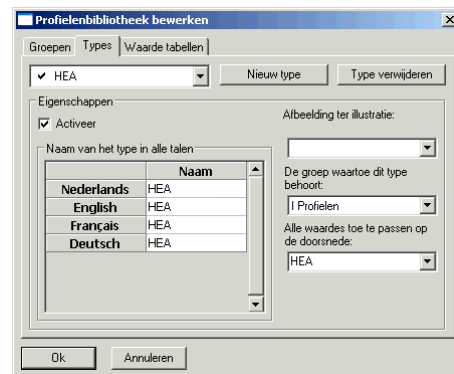 Profielenbibliotheek bewerken
Groepen Types Waarde tabellen
HEA Nieuw type Type verwijderen
Eigenschappen
Activeer
Naam van het type in alle talen
Naam
Nederlands HEA
English HEA
Français HEA
Deutsch HEA
Afbeelding ter illustratie:
De groep waartoe dit type
behoort:
I Profielen
Alle waardes toe te passen op
de doorsnede:
HEA
Ok Annuleren